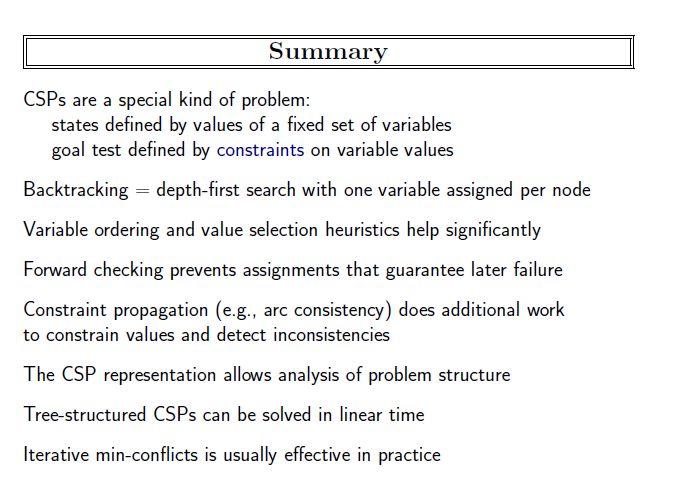 Summary
CSPs are a special kind of problem:
states defined by values of a fixed set of variables
goal test defined by constraints on variable values
Backtracking = depth-first search with one variable assigned per node
Variable ordering and value selection heuristics help significantly
Forward checking prevents assignments that guarantee later failure
Constraint propagation (e.g., arc consistency) does additional work
to constrain values and detect inconsistencies
The CSP representation allows analysis of problem structure
Tree-structured CSPs can be solved in linear time
Iterative min-conflicts is usually effective in practice